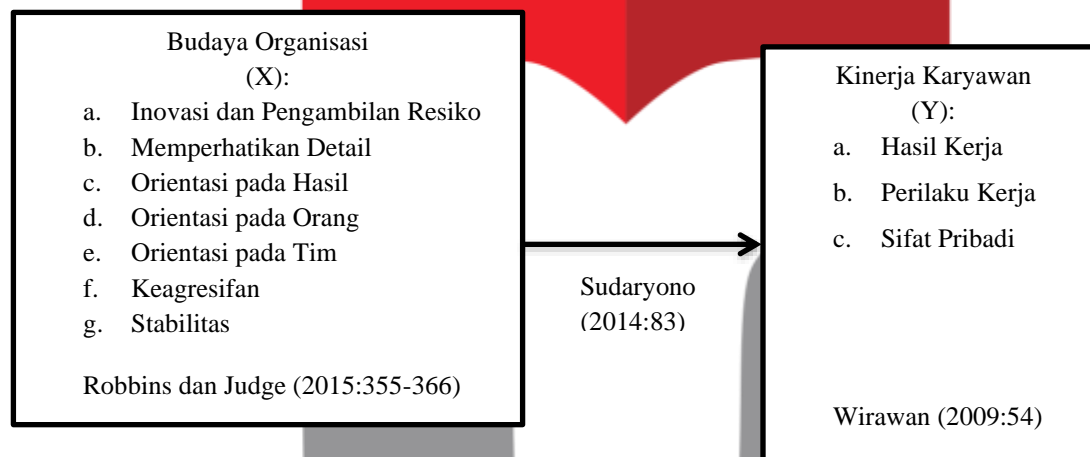 Budaya Organisasi
(X):
a. Inovasi dan Pengambilan Resiko
b. Memperhatikan Detail
c. Orientasi pada Hasil
d. Orientasi pada Orang
e. Orientasi pada Tim
f. Keagresifan
g. Stabilitas
Robbins dan Judge (2015:355-366)
Sudaryono
(2014:83)
Kinerja Karyawan
(Y):
a. Hasil Kerja
b. Perilaku Kerja
c. Sifat Pribadi
Wirawan (2009:54)